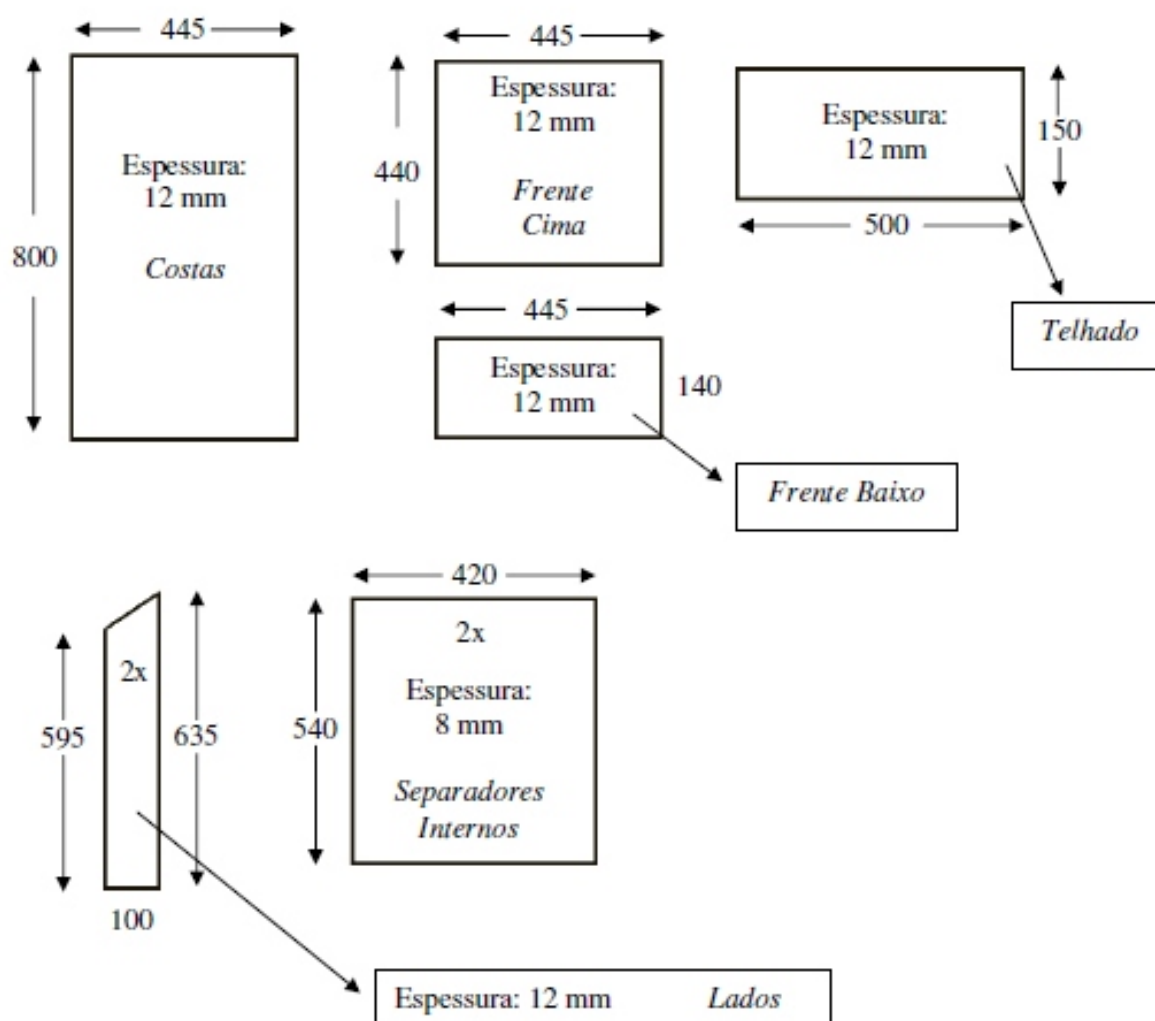 445
800
Espessura:
12 mm
Costas
445
440
Espessura:
12 mm
Frente
Cima
Espessura:
12 mm
150
500
Telhado
445
Espessura:
12 mm
140
Frente Baixo
595
2x
635
100
420
540
2x
Espessura:
8 mm
Separadores
Internos
Espessura: 12 mm Lados